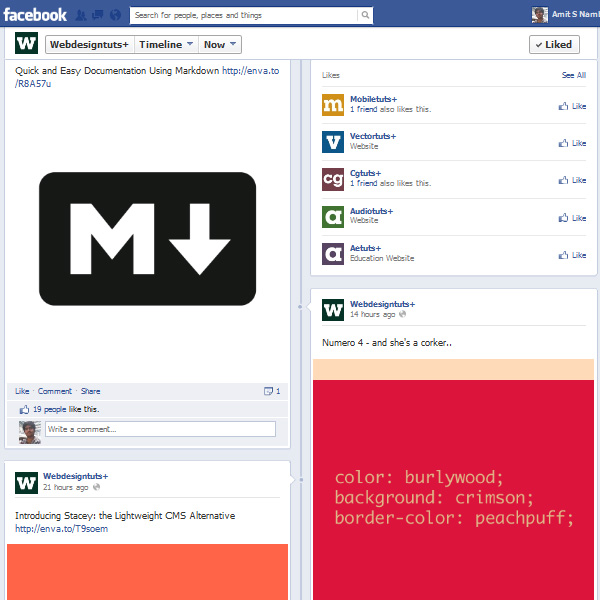 facebook
Search for people, places and things
Amit S Naml
W
Webdesigntuts+
Timeline
Now
Liked
Quick and Easy Documentation Using Markdown http://enva.to
/R8A57u
M
Like · Comment · Share
1
19 people like this.
Write a comment...
W
Webdesigntuts+
21 hours ago
Introducing Stacey: the Lightweight CMS Alternative
http://enva.to/T9soem
Likes
See All
m
Mobiletuts+
1 friend also likes this.
Like
v
Vectortuts+
Website
Like
cg
Cgtuts+
1 friend also likes this.
Like
a
Audiotuts+
Website
Like
a
Aetuts+
Education Website
Like
W
Webdesigntuts+
14 hours ago
Numero 4 - and she's a corker..
color: burlywood;
background: crimson;
border-color: peachpuff;